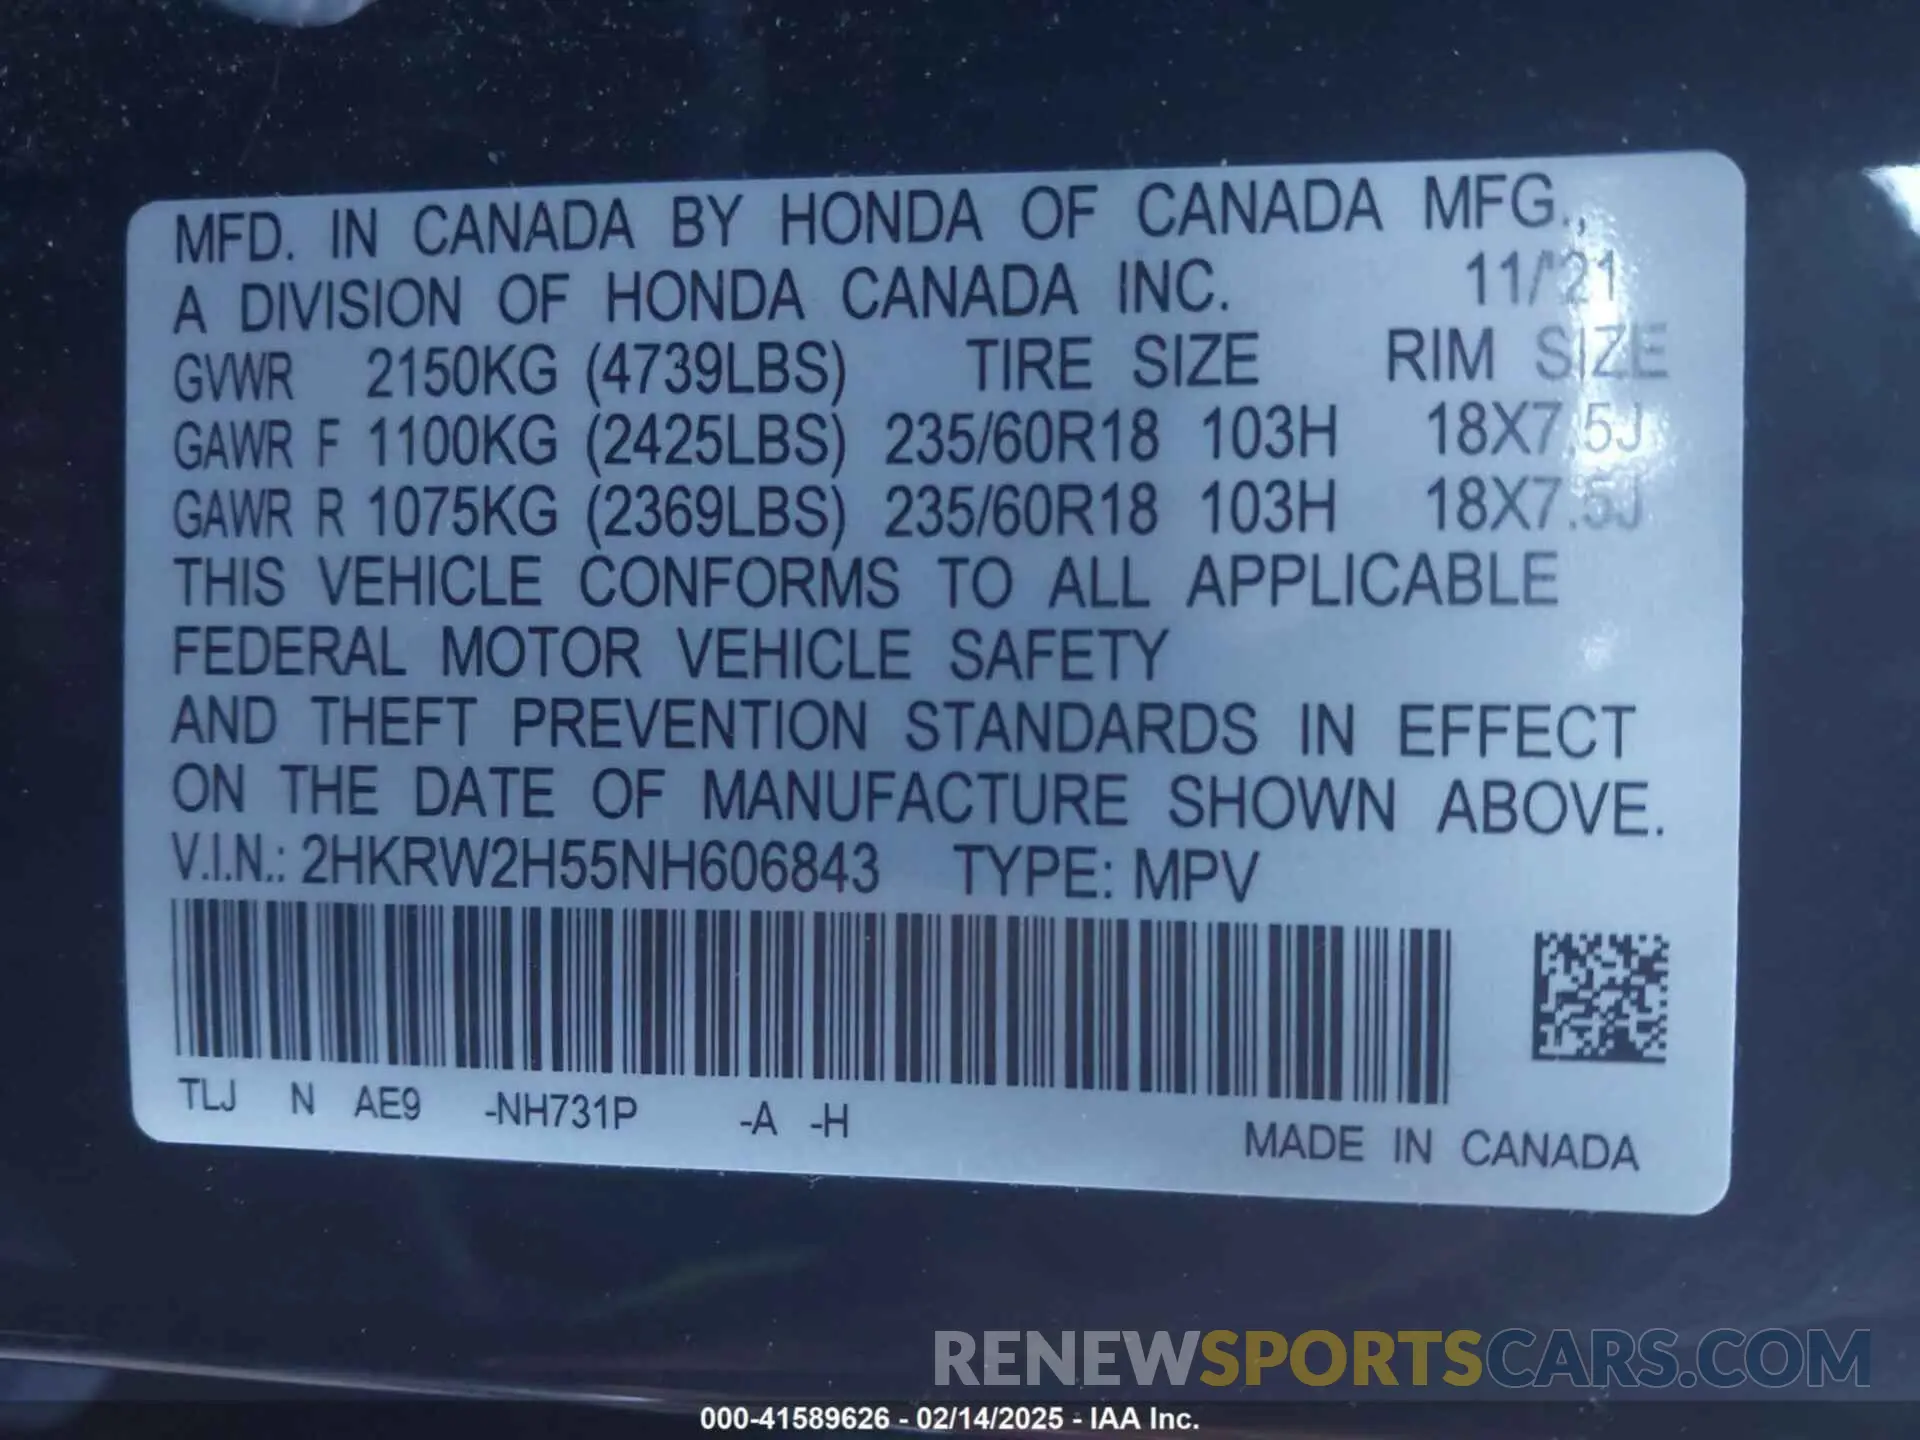 MFD. IN CANADA BY HONDA OF CANADA MFG.,
A DIVISION OF HONDA CANADA INC. 11/'21
GVWR 2150KG (4739LBS) TIRE SIZE RIM SIZE
GAWR F 1100KG (2425LBS) 235/60R18 103H 18X7.5J
GAWR R 1075KG (2369LBS) 235/60R18 103H 18X7.5J
THIS VEHICLE CONFORMS TO ALL APPLICABLE
FEDERAL MOTOR VEHICLE SAFETY
AND THEFT PREVENTION STANDARDS IN EFFECT
ON THE DATE OF MANUFACTURE SHOWN ABOVE.
V.I.N.: 2HKRW2H55NH606843 TYPE: MPV
TLJ N AE9 -NH731P -A -H
MADE IN CANADA
RENEWSPORTSCARS.COM
000-41589626 - 02/14/2025 - IAA Inc.